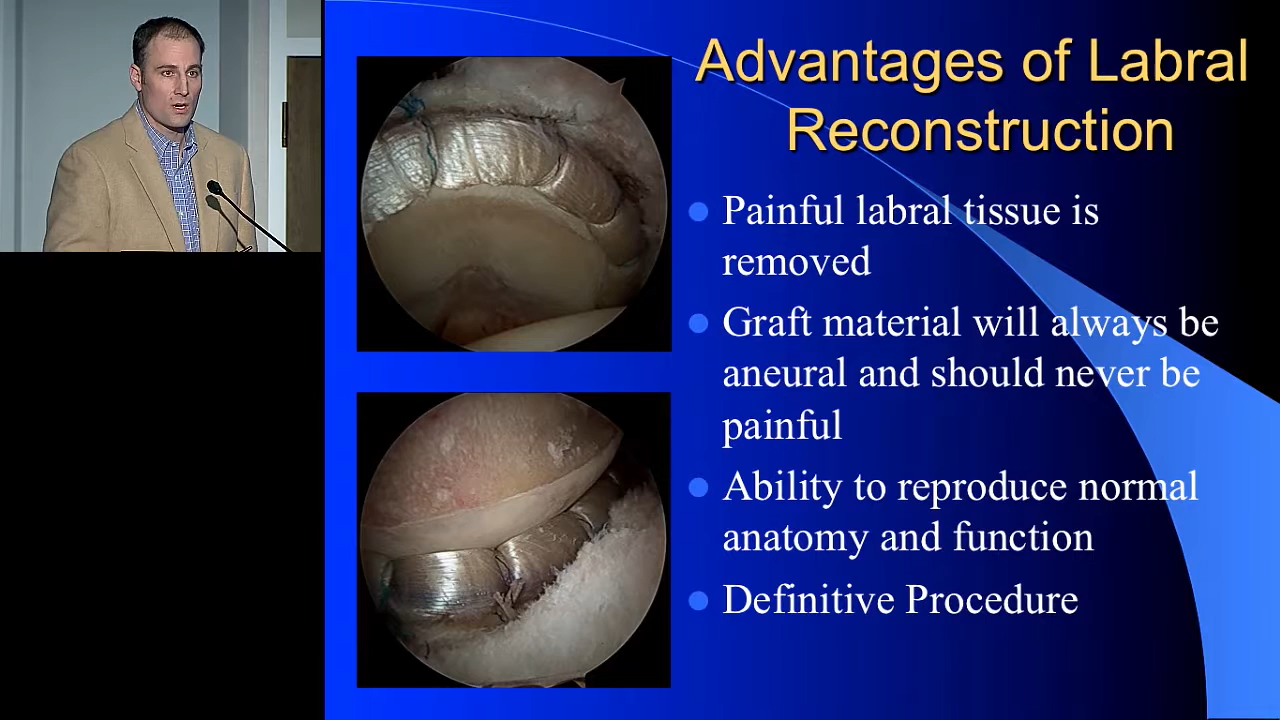 Advantages of Labral
Reconstruction
Painful labral tissue is
removed
Graft material will always be
aneural and should never be
painful
Ability to reproduce normal
anatomy and function
Definitive Procedure